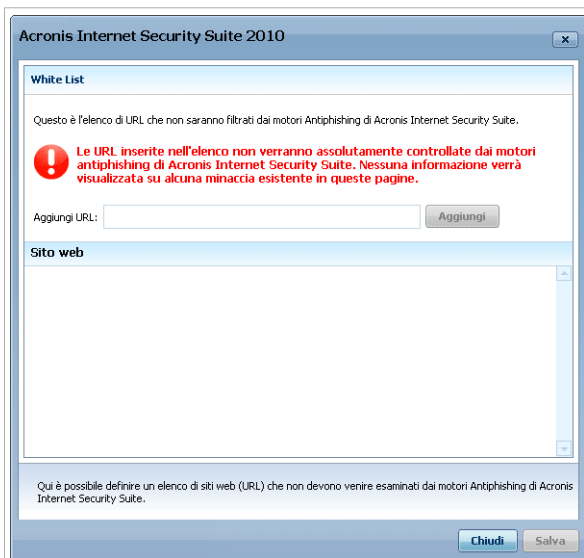 Acronis Internet Security Suite 2010
White List
Questo è l'elenco di URL che non saranno filtrati dai motori Antiphishing di Acronis Internet Security Suite.
Le URL inserite nell'elenco non verranno assolutamente controllate dai motori
antiphishing di Acronis Internet Security Suite. Nessuna informazione verrà
visualizzata su alcuna minaccia esistente in queste pagine.
Aggiungi URL:
Aggiungi
Sito web
Qui è possibile definire un elenco di siti web (URL) che non devono venire esaminati dai motori Antiphishing di Acronis
Internet Security Suite.
Chiudi
Salva